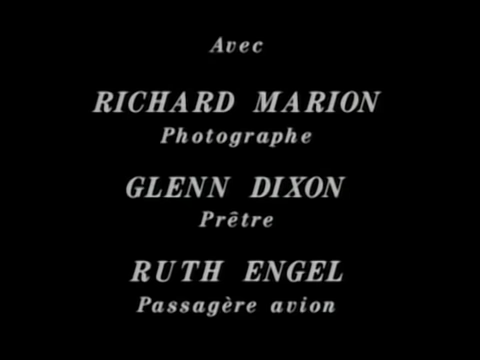 Avec
RICHARD MARION
Photographe
GLENN DIXON
Prêtre
RUTH ENGEL
Passagère avion